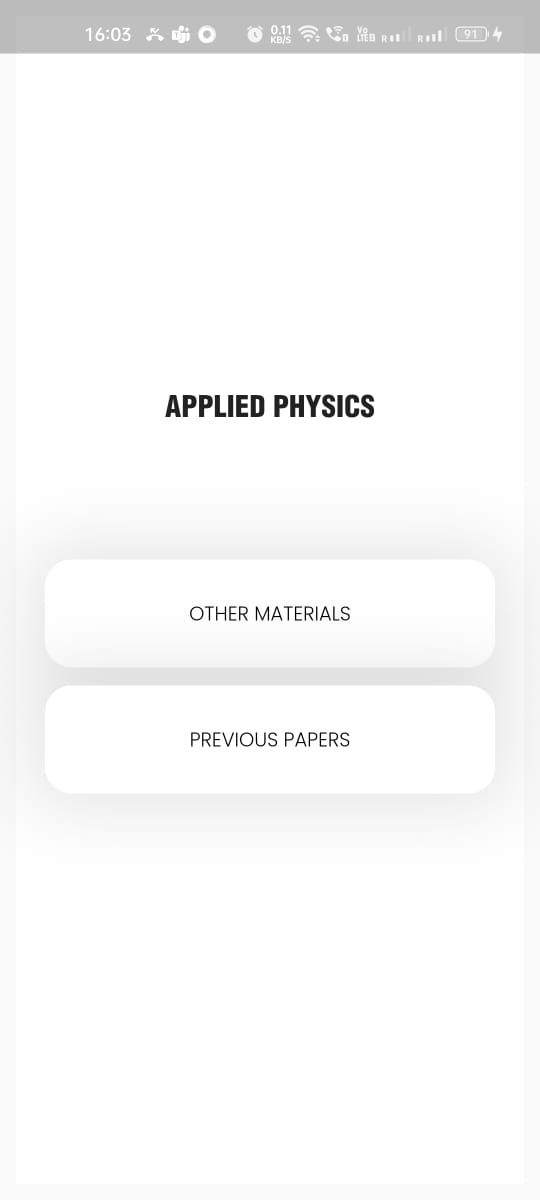 16:03 0.11 KB/S Vo LTE R R 91
APPLIED PHYSICS
OTHER MATERIALS
PREVIOUS PAPERS